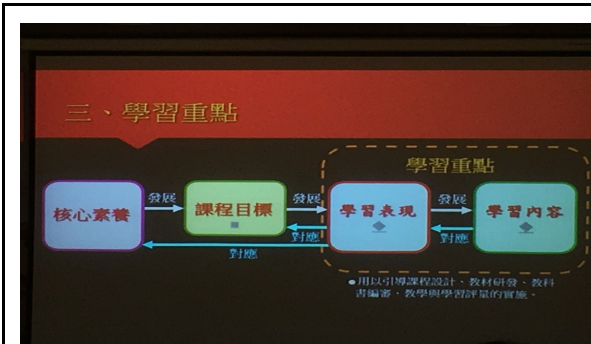 三、學習重點
學習重點
核心素養
發展
課程目標
發展
學習表現
發展
學習內容
對應
對應
對應
●用以引導課程設計、教材研發、教科
書編審、教學與學習評量的實施。